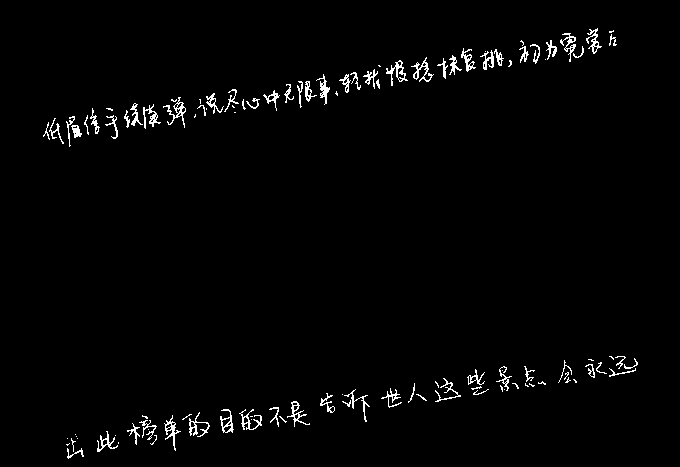 低眉信手续续弹,说尽心中无限事.轻拢慢捻抹复挑,初为霓裳后
出此榜单的目的不是告诉世人这些景点会永远